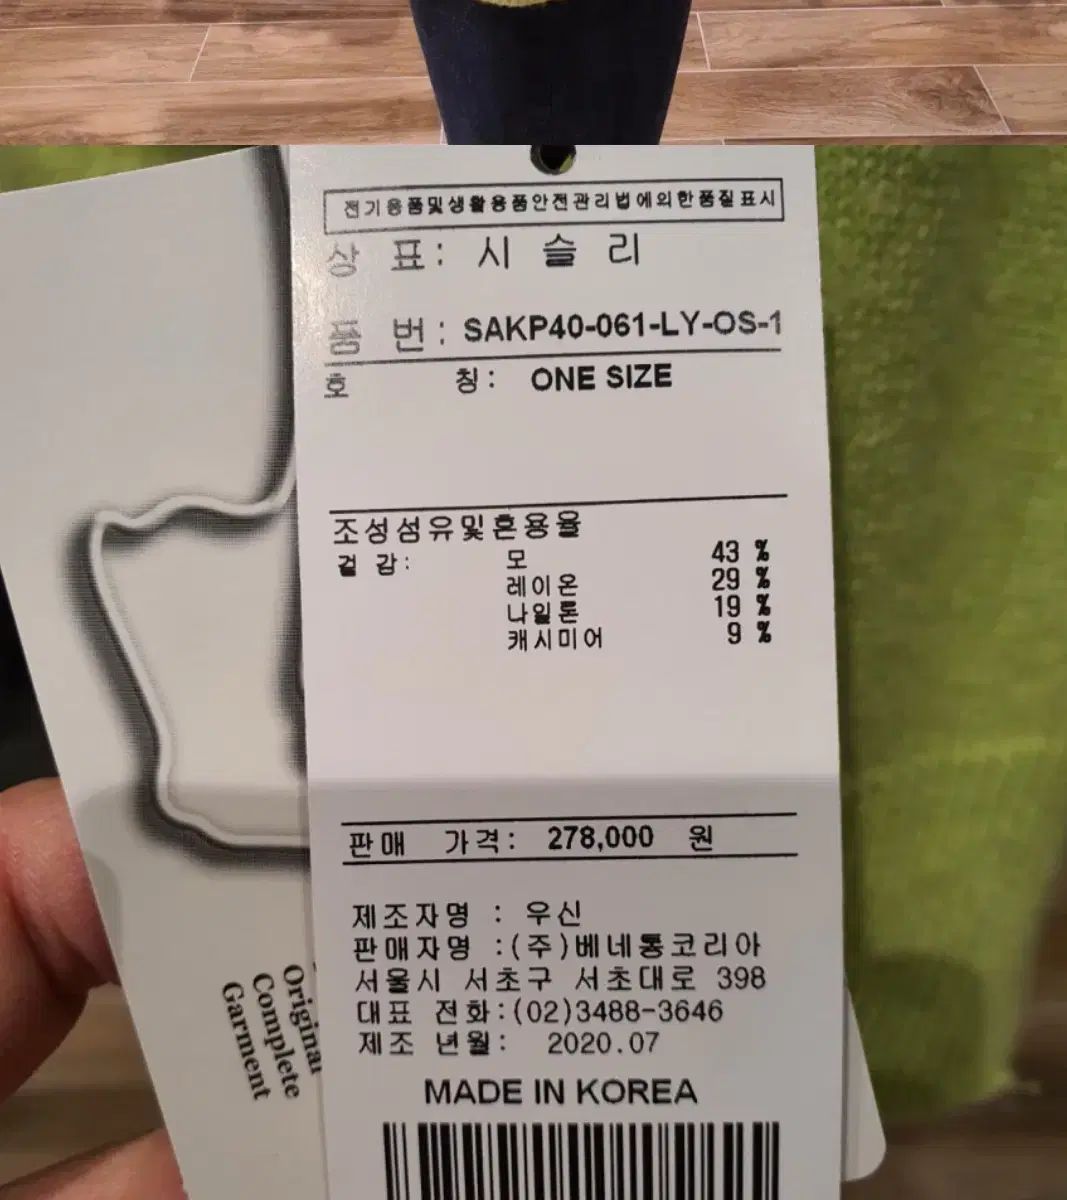 전기용품및생활용품안전관리법에의한품질표시
상 표: 시 슬 리
품 번: SAKP40-061-LY-OS-1
호 칭: ONE SIZE
조성섬유및혼용율
겉 감: 모 43 %
레이온 29 %
나일론 19 %
캐시미어 9 %
판매 가격: 278,000 원
제조자명 : 우신
판매자명 :(주)베네통코리아
서울시 서초구 서초대로 398
대표 전화:(02)3488-3646
제조 년월: 2020.07
MADE IN KOREA
Original
Complete
Garment